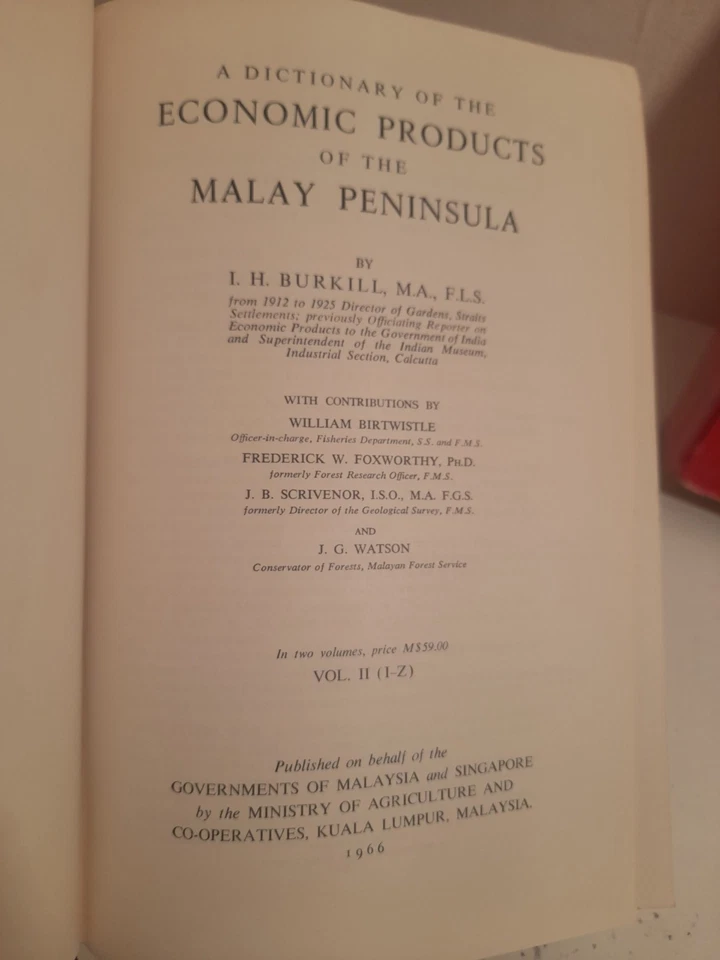 A DICTIONARY OF THE
ECONOMIC PRODUCTS
OF THE
MALAY PENINSULA
BY
I. H. BURKILL, M.A., F.L.S.
from 1912 to 1925 Director of Gardens, Straits
Settlements; previously Officiating Reporter on
Economic Products to the Government of India
and Superintendent of the Indian Museum,
Industrial Section, Calcutta
WITH CONTRIBUTIONS BY
WILLIAM BIRTWISTLE
Officer-in-charge, Fisheries Department, S.S. and F.M.S.
FREDERICK W. FOXWORTHY, PH.D.
formerly Forest Research Officer, F.M.S.
J. B. SCRIVENOR, I.S.O., M.A. F.G.S.
formerly Director of the Geological Survey, F.M.S.
AND
J. G. WATSON
Conservator of Forests, Malayan Forest Service
In two volumes, price M$59.00
VOL. II (I-Z)
Published on behalf of the
GOVERNMENTS OF MALAYSIA and SINGAPORE
by the MINISTRY OF AGRICULTURE AND
CO-OPERATIVES, KUALA LUMPUR, MALAYSIA.
1966